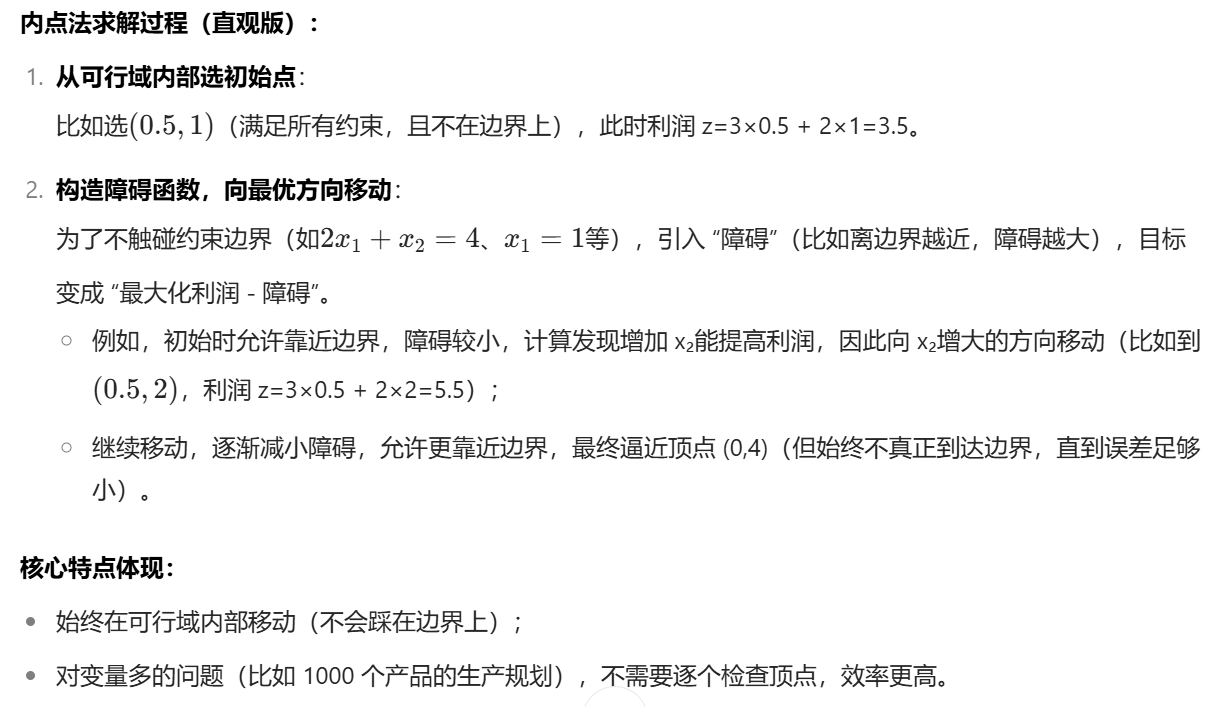 内点法求解过程（直观版）：
1. 从可行域内部选初始点：
比如选(0.5, 1)（满足所有约束，且不在边界上），此时利润 z=3×0.5 + 2×1=3.5。
2. 构造障碍函数，向最优方向移动：
为了不触碰约束边界（如2x₁ + x₂ = 4、x₁ = 1等），引入 “障碍”（比如离边界越近，障碍越大），目标
变成 “最大化利润 - 障碍”。
○ 例如，初始时允许靠近边界，障碍较小，计算发现增加 x₂能提高利润，因此向 x₂增大的方向移动（比如到
(0.5, 2)，利润 z=3×0.5 + 2×2=5.5）；
○ 继续移动，逐渐减小障碍，允许更靠近边界，最终逼近顶点 (0,4)（但始终不真正到达边界，直到误差足够
小）。
核心特点体现：
• 始终在可行域内部移动（不会踩在边界上）；
• 对变量多的问题（比如 1000 个产品的生产规划），不需要逐个检查顶点，效率更高。